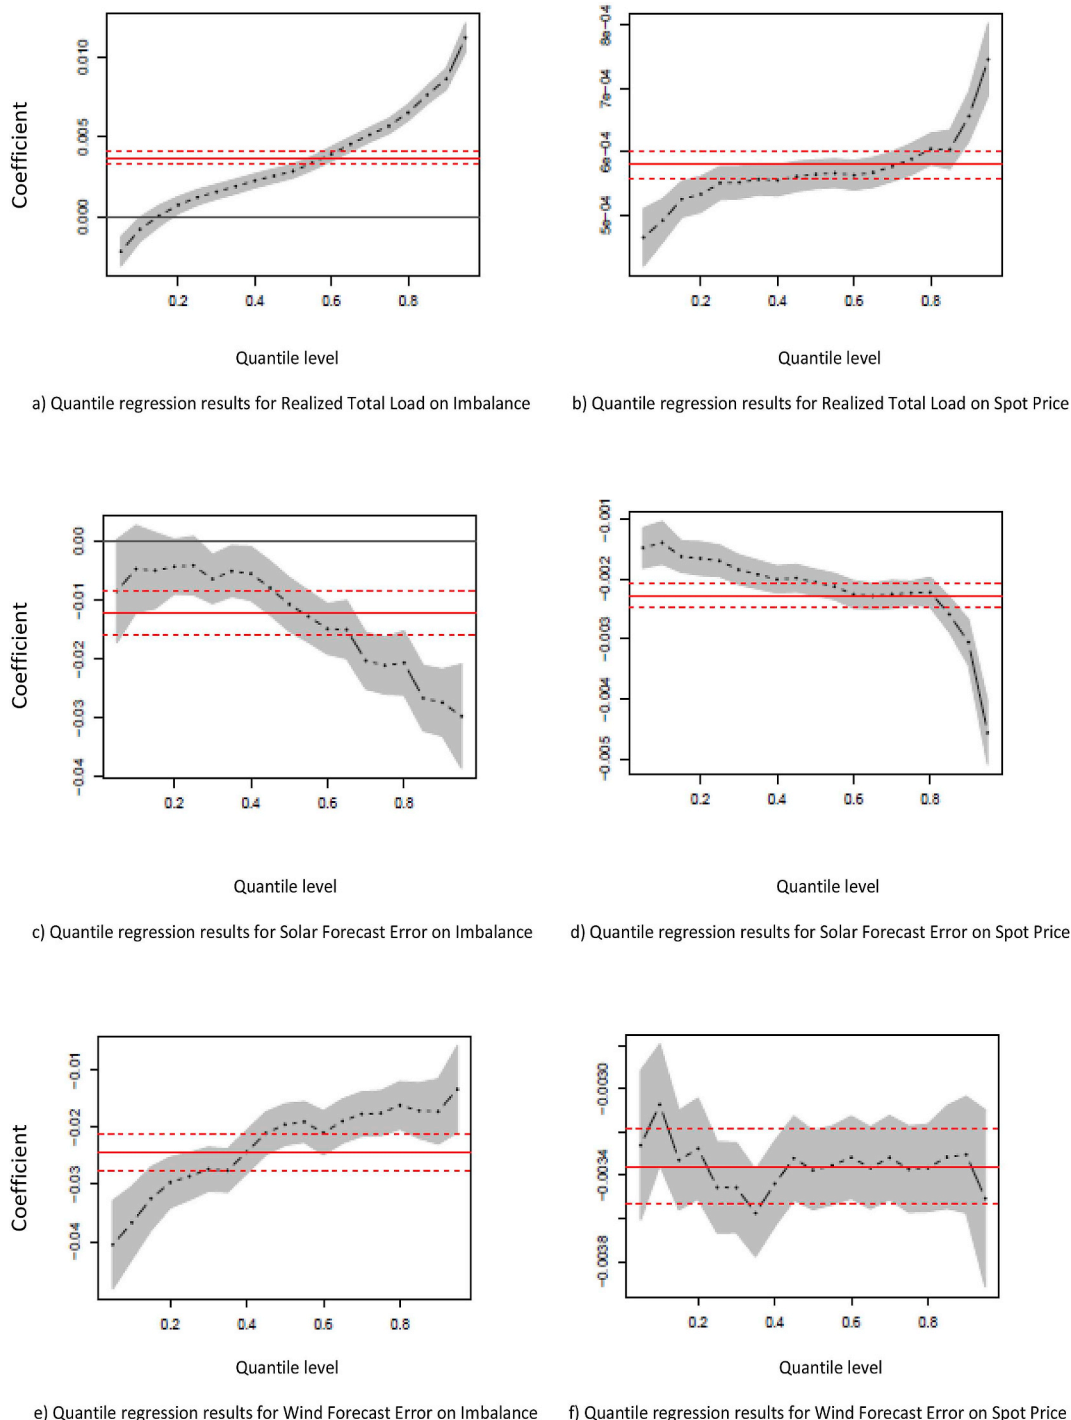 Coefficient
0.010
0.005
0.000
0.2 0.4 0.6 0.8
Quantile level
a) Quantile regression results for Realized Total Load on Imbalance
8e−04
7e−04
6e−04
5e−04
0.2 0.4 0.6 0.8
Quantile level
b) Quantile regression results for Realized Total Load on Spot Price
Coefficient
0.00
−0.01
−0.02
−0.03
−0.04
0.2 0.4 0.6 0.8
Quantile level
c) Quantile regression results for Solar Forecast Error on Imbalance
−0.001
−0.002
−0.003
−0.004
−0.005
0.2 0.4 0.6 0.8
Quantile level
d) Quantile regression results for Solar Forecast Error on Spot Price
Coefficient
−0.01
−0.02
−0.03
−0.04
0.2 0.4 0.6 0.8
Quantile level
e) Quantile regression results for Wind Forecast Error on Imbalance
−0.0030
−0.0034
−0.0038
0.2 0.4 0.6 0.8
Quantile level
f) Quantile regression results for Wind Forecast Error on Spot Price